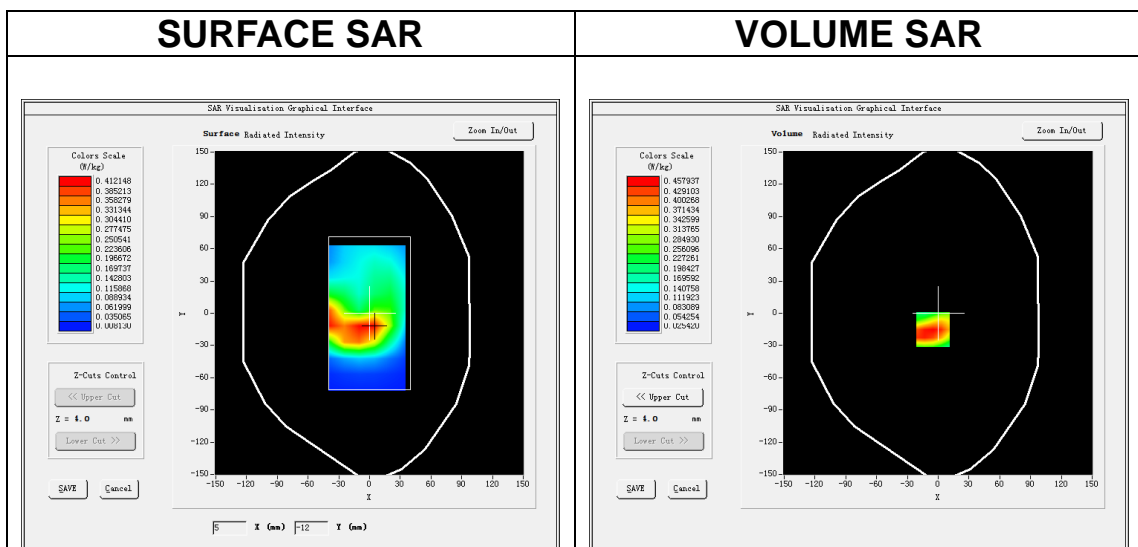 SURFACE SAR
VOLUME SAR
SAR Visualisation Graphical Interface
Surface Radiated Intensity
Zoom In/Out
Colors Scale
(W/kg)
0.412148
0.385213
0.358279
0.331344
0.304410
0.277475
0.250541
0.223606
0.196672
0.169737
0.142803
0.115868
0.088934
0.061999
0.035065
0.008130
Z-Cuts Control
<< Upper Cut
Z = 4.0 mm
Lower Cut >>
SAVE Cancel
150
120
90
60
30
0
-30
-60
-90
-120
-150
Y
-150 -120 -90 -60 -30 0 30 60 90 120 150
X
5 X (mm) -12 Y (mm)
SAR Visualisation Graphical Interface
Volume Radiated Intensity
Zoom In/Out
Colors Scale
(W/kg)
0.457937
0.429103
0.400268
0.371434
0.342599
0.313765
0.284930
0.256096
0.227261
0.198427
0.169592
0.140758
0.111923
0.083089
0.054254
0.025420
Z-Cuts Control
<< Upper Cut
Z = 4.0 mm
Lower Cut >>
SAVE Cancel
150
120
90
60
30
0
-30
-60
-90
-120
-150
Y
-150 -120 -90 -60 -30 0 30 60 90 120 150
X